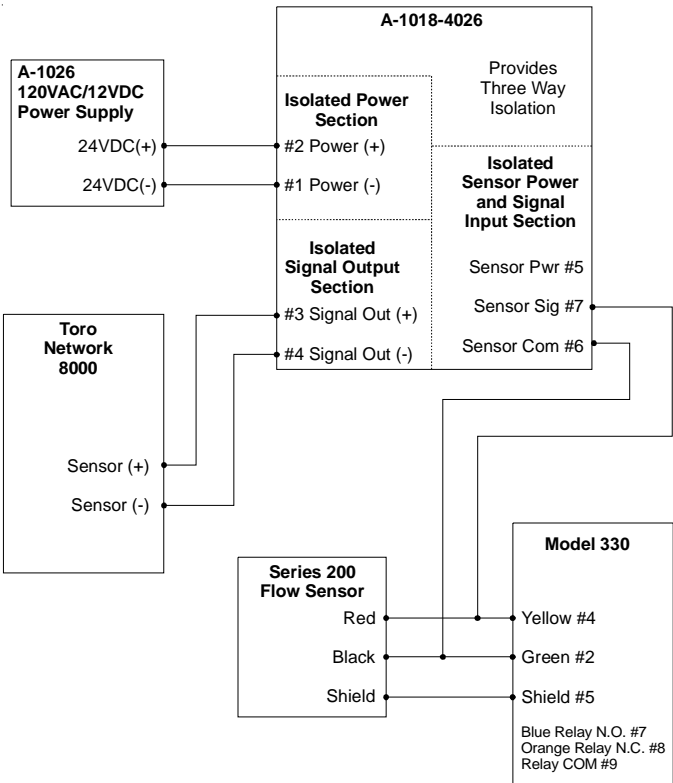 A-1018-4026
Provides
Three Way
Isolation
A-1026
120VAC/12VDC
Power Supply
24VDC(+)
24VDC(-)
Isolated Power
Section
#2 Power (+)
#1 Power (-)
Isolated
Sensor Power
and Signal
Input Section
Sensor Pwr #5
Sensor Sig #7
Sensor Com #6
Isolated
Signal Output
Section
#3 Signal Out (+)
#4 Signal Out (-)
Toro
Network
8000
Sensor (+)
Sensor (-)
Series 200
Flow Sensor
Red
Black
Shield
Model 330
Yellow #4
Green #2
Shield #5
Blue Relay N.O. #7
Orange Relay N.C. #8
Relay COM #9